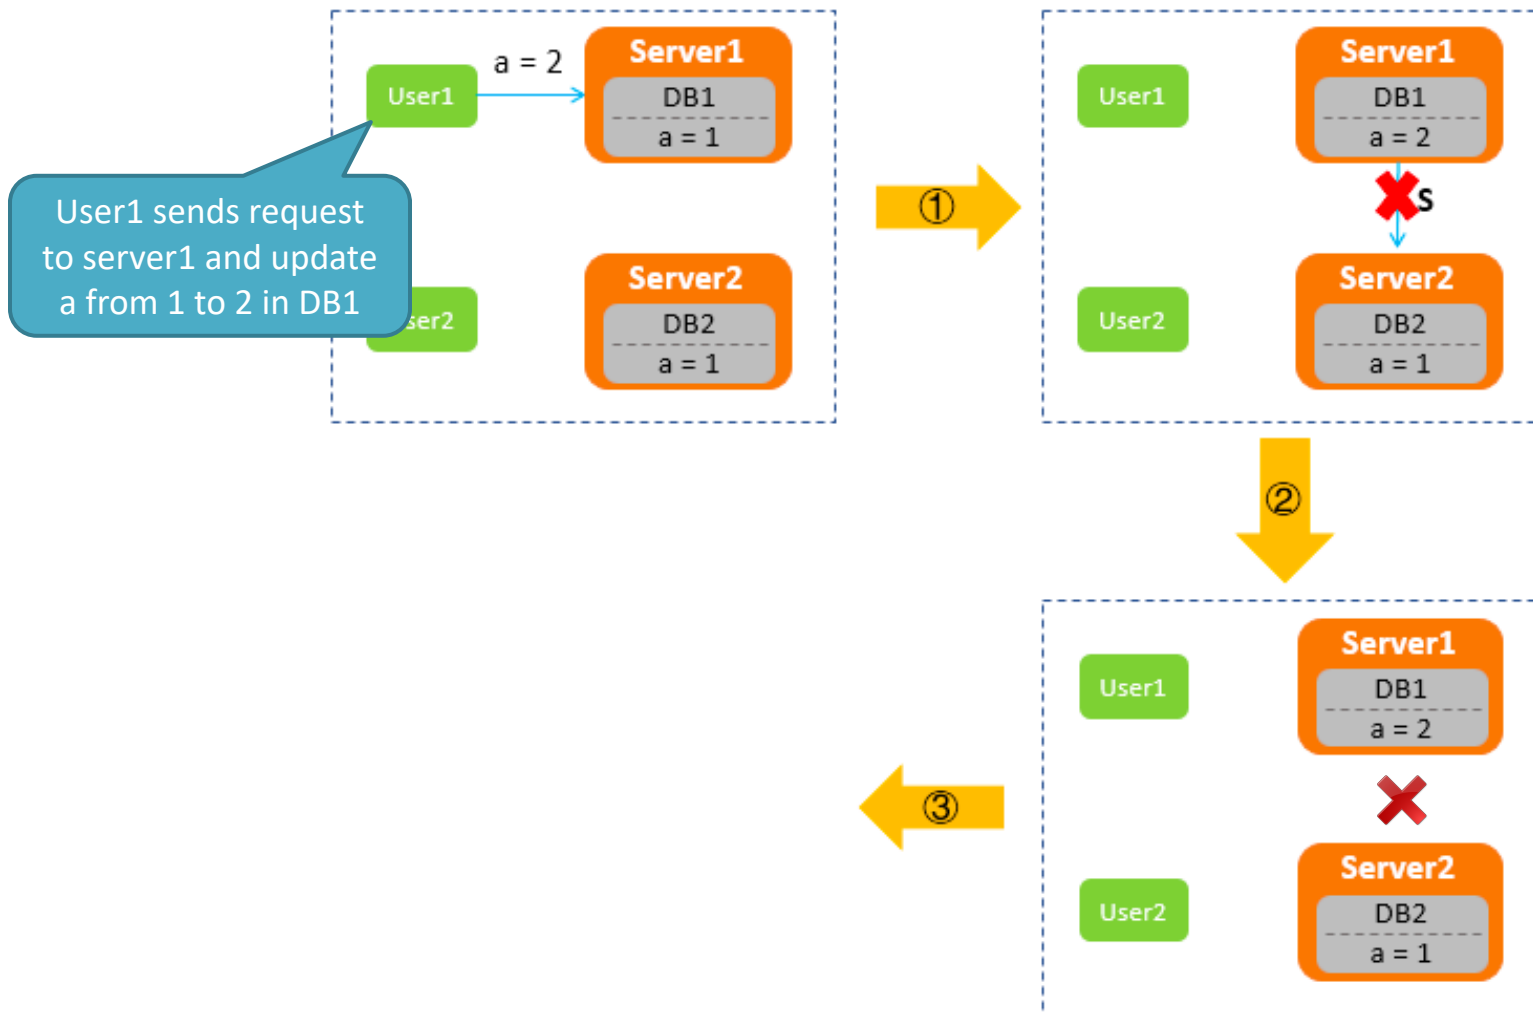 a = 2
User1
Server1
DB1
a = 1
User1 sends request
to server1 and update
a from 1 to 2 in DB1
Server2
DB2
a = 1
①
User1
Server1
DB1
a = 2
S
User2
Server2
DB2
a = 1
②
User1
Server1
DB1
a = 2
③
User2
Server2
DB2
a = 1